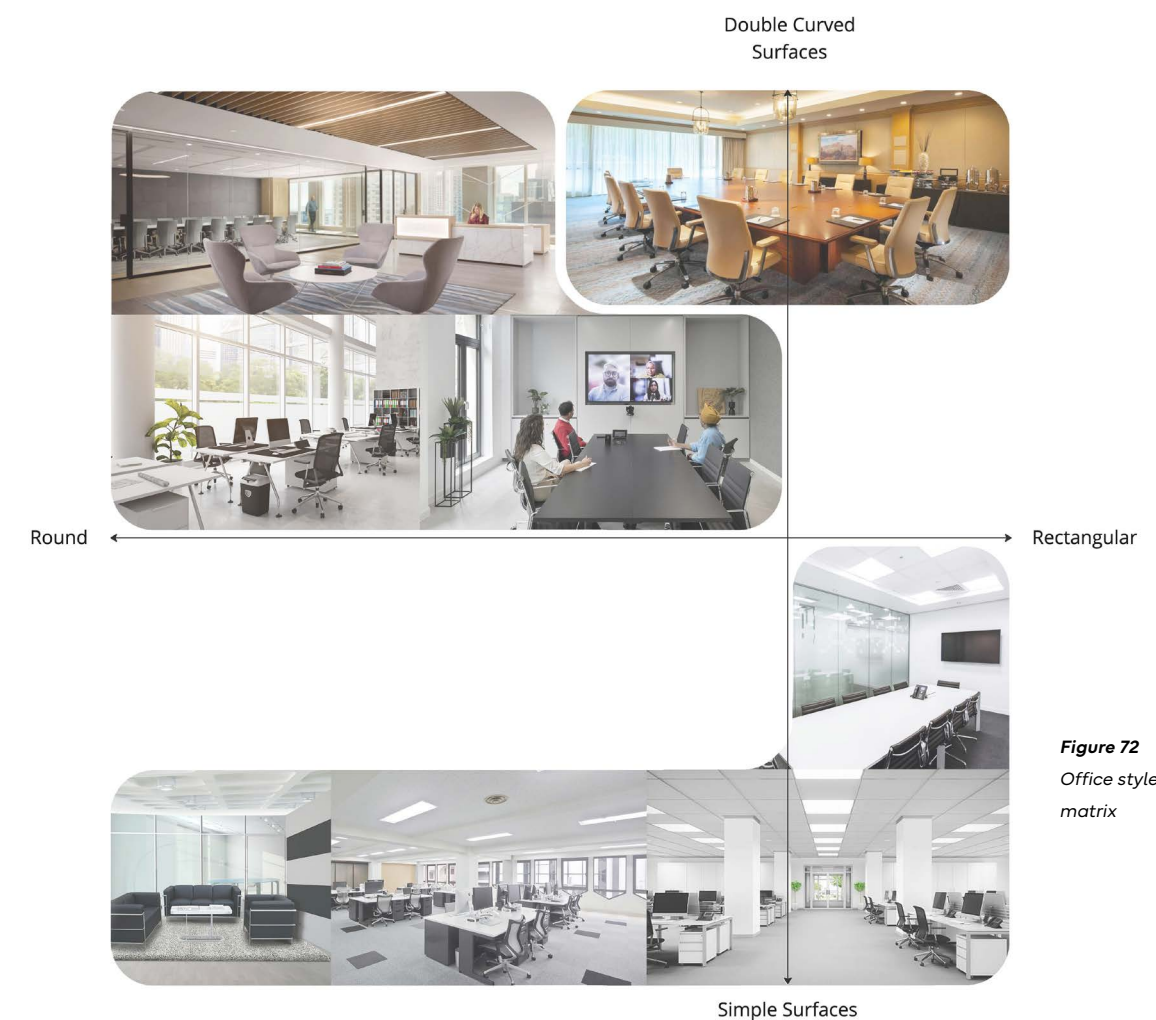 Double Curved
Surfaces
Round
Rectangular
Figure 72
Office style
matrix
Simple Surfaces